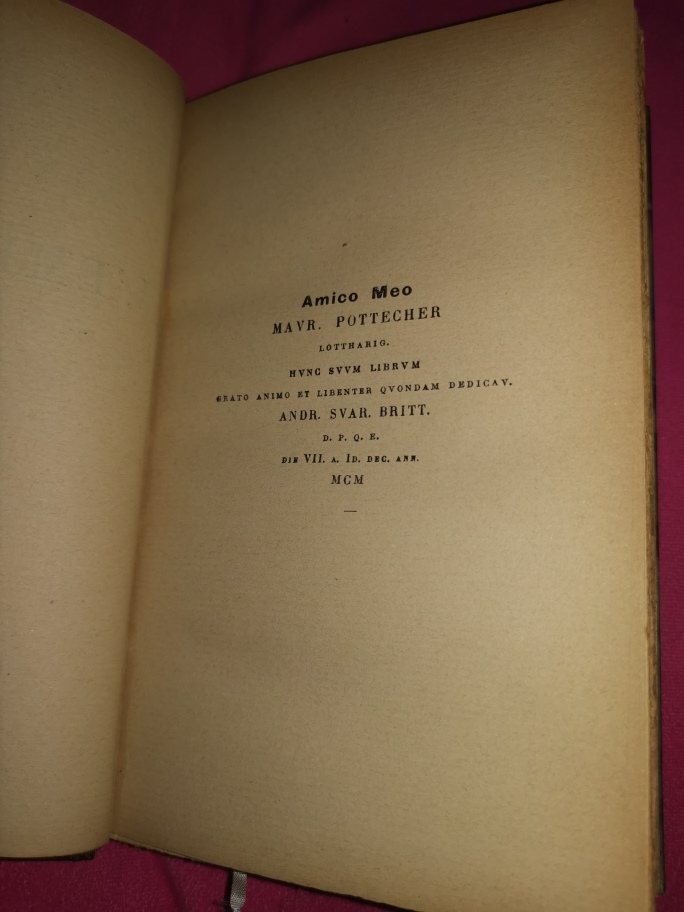 Amico Meo
MAVR. POTTECHER
LOTTHARIG.
HVNC SVVM LIBRVM
GRATO ANIMO ET LIBENTER QVONDAM DEDICAV.
ANDR. SVAR. BRITT.
D. P. Q. E.
DIE VII. A. ID. DEC. ANN.
MCM